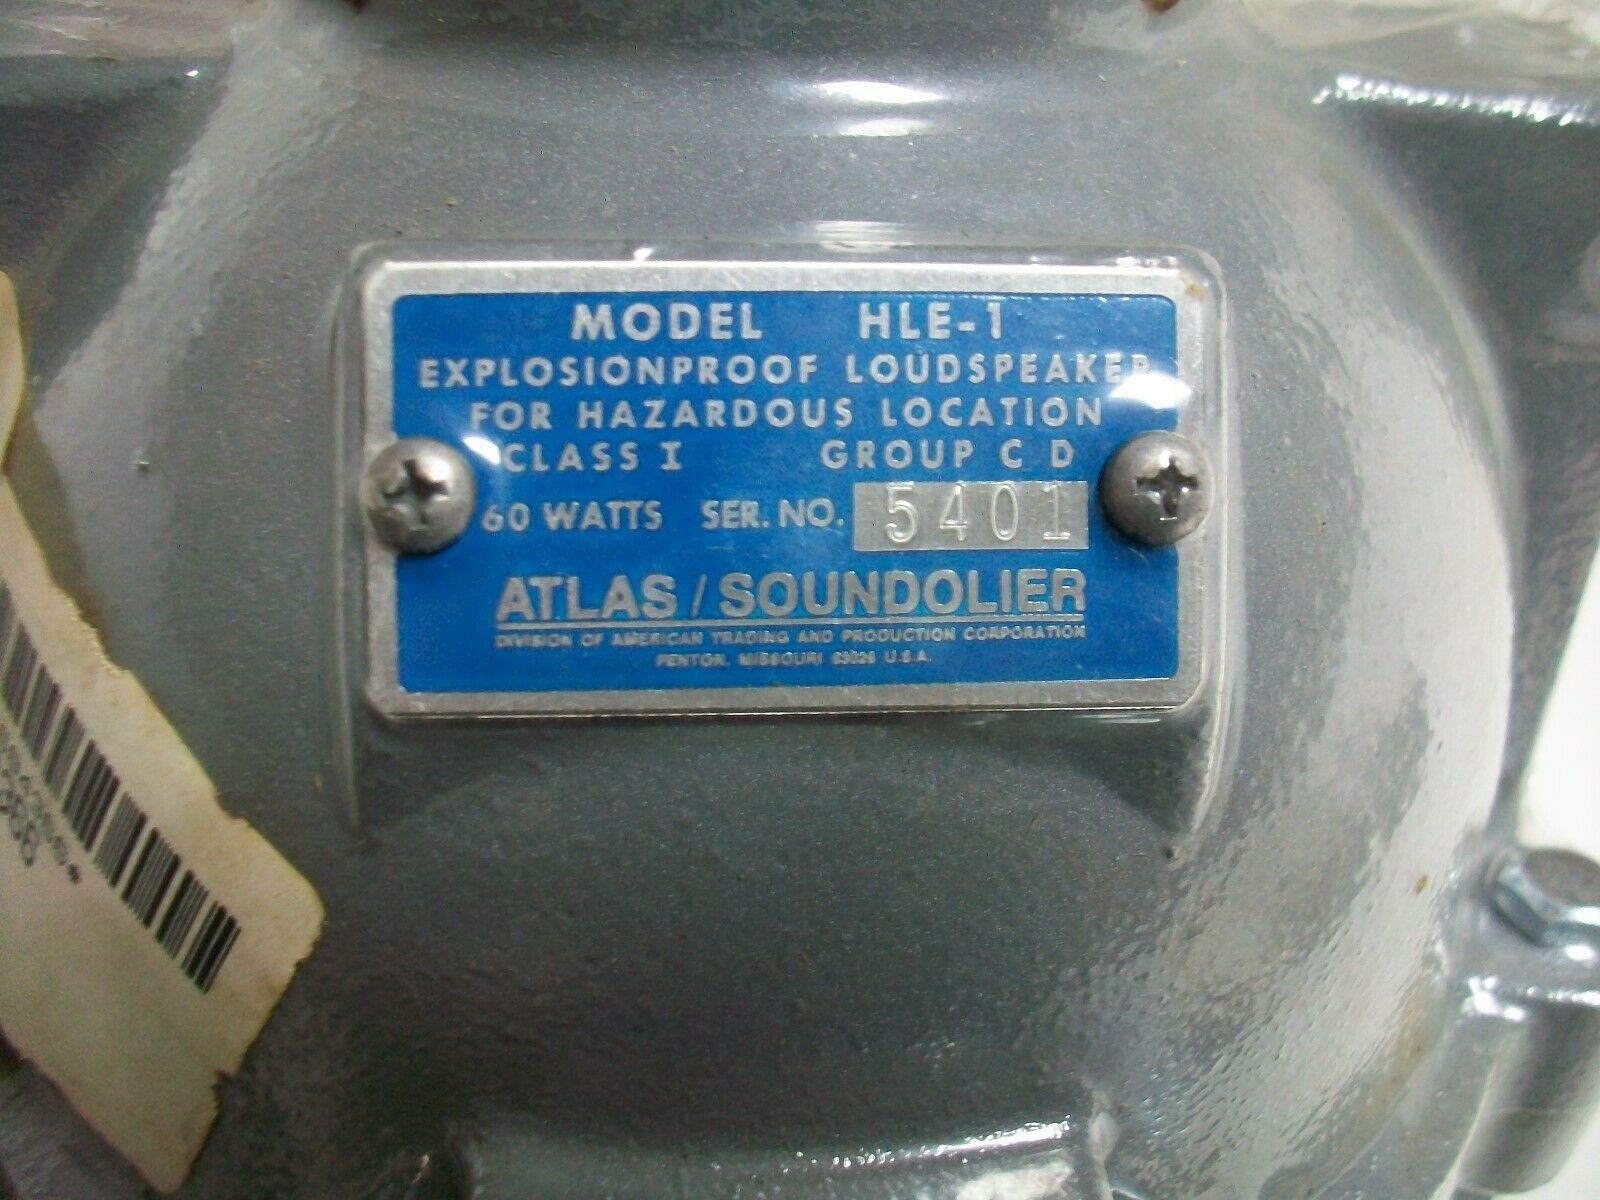 MODEL HLE-1
EXPLOSIONPROOF LOUDSPEAKER
FOR HAZARDOUS LOCATION
CLASS I GROUP C D
60 WATTS SER. NO. 5401
ATLAS / SOUNDOLIER
DIVISION OF AMERICAN TRADING AND PRODUCTION CORPORATION
FENTON, MISSOURI 63026 U.S.A.